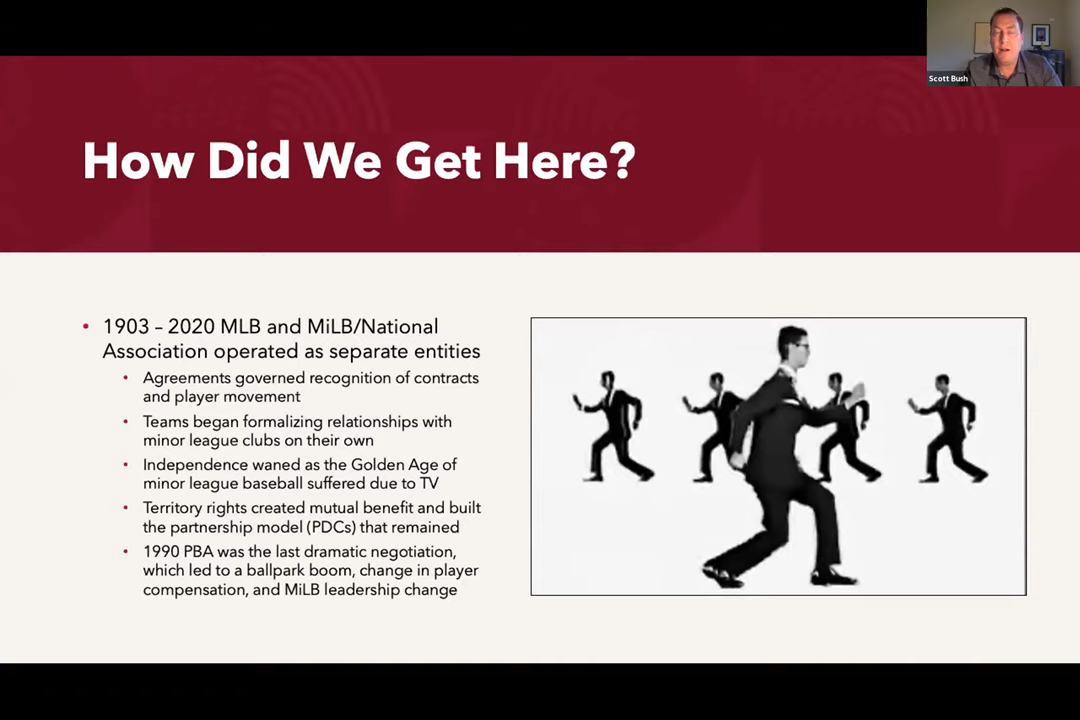 Scott Bush
How Did We Get Here?
• 1903 – 2020 MLB and MiLB/National
Association operated as separate entities
• Agreements governed recognition of contracts
and player movement
• Teams began formalizing relationships with
minor league clubs on their own
• Independence waned as the Golden Age of
minor league baseball suffered due to TV
• Territory rights created mutual benefit and built
the partnership model (PDCs) that remained
• 1990 PBA was the last dramatic negotiation,
which led to a ballpark boom, change in player
compensation, and MiLB leadership change